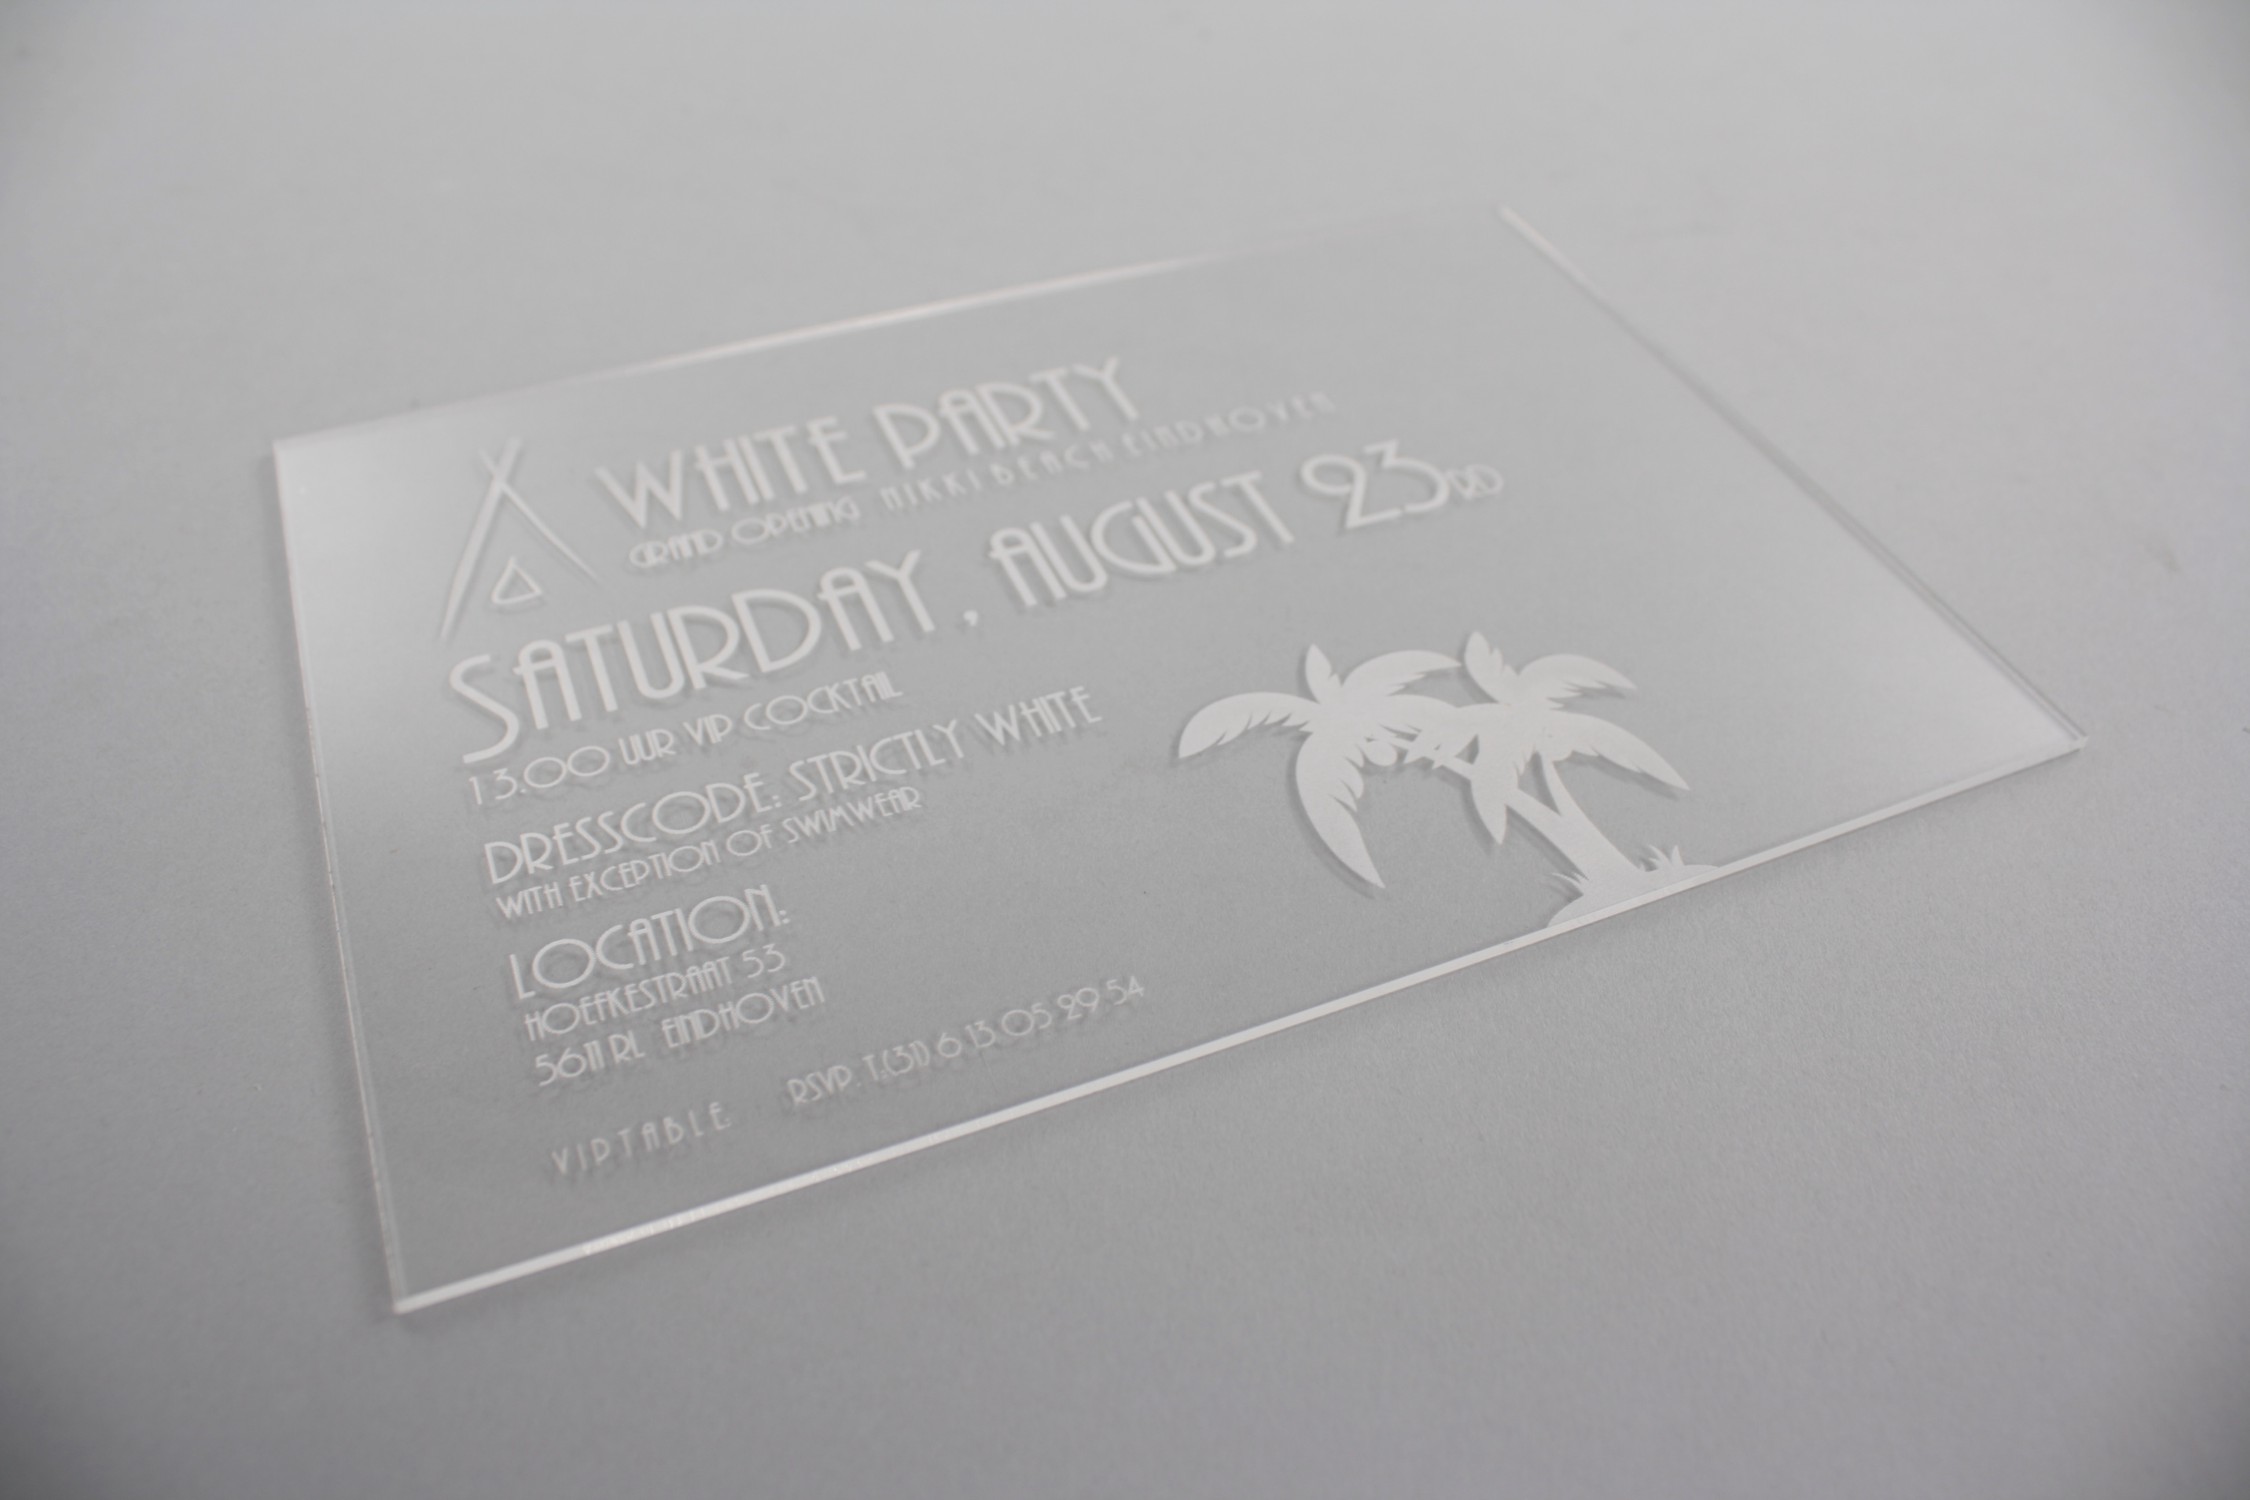 WHITE PARTY
GRAND OPENING NIKKI BEACH EINDHOVEN
SATURDAY, AUGUST 23RD
13.00 UUR VIP COCKTAIL
DRESSCODE: STRICTLY WHITE
WITH EXCEPTION OF SWIMWEAR
LOCATION:
HOEFKESTRAAT 53
5611 RL EINDHOVEN
VIPTABLE: RSVP. T.(31) 6 13 05 29 54